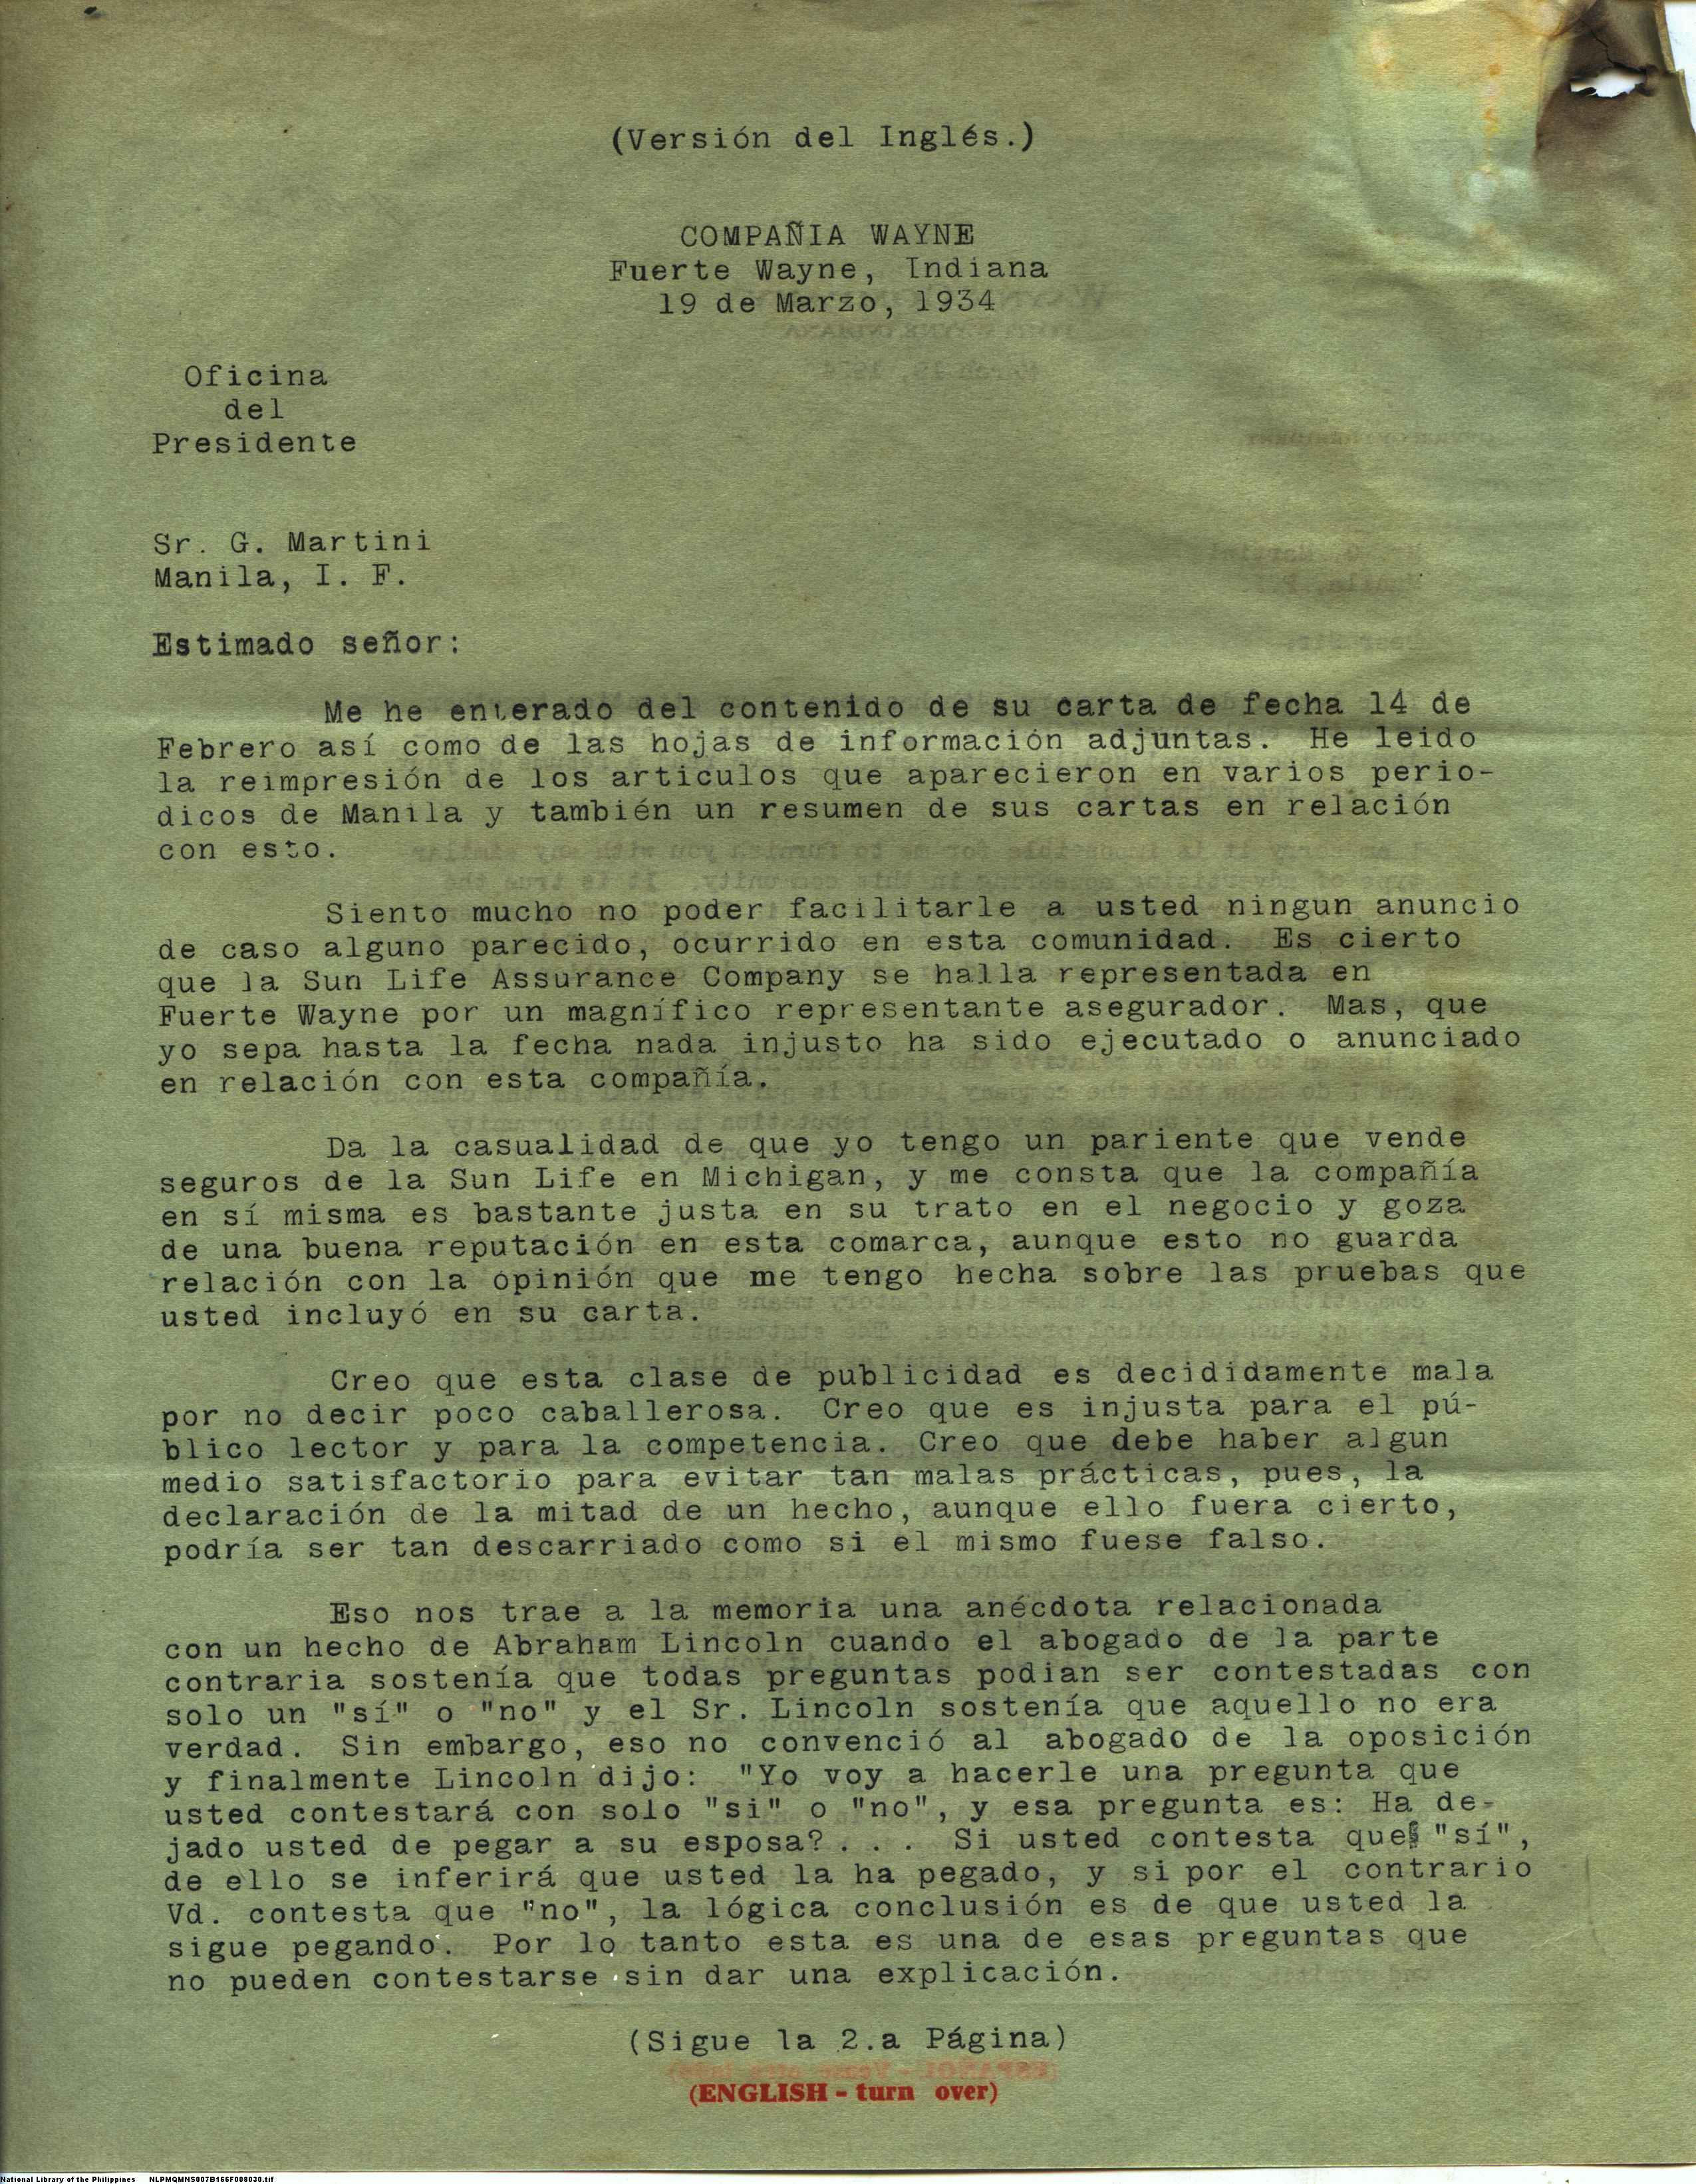 (Versión del Inglés.)
COMPAÑIA WAYNE
Fuerte Wayne, Indiana
19 de Marzo, 1934
Oficina
del
Presidente
Sr. G. Martini
Manila, I. F.
Estimado señor:
Me he enterado del contenido de su carta de fecha 14 de
Febrero así como de las hojas de información adjuntas. He leido
la reimpresión de los articulos que aparecieron en varios perio-
dicos de Manila y también un resumen de sus cartas en relación
con esto.
Siento mucho no poder facilitarle a usted ningun anuncio
de caso alguno parecido, ocurrido en esta comunidad. Es cierto
que la Sun Life Assurance Company se halla representada en
Fuerte Wayne por un magnífico representante asegurador. Mas, que
yo sepa hasta la fecha nada injusto ha sido ejecutado o anunciado
en relación con esta compañía.
Da la casualidad de que yo tengo un pariente que vende
seguros de la Sun Life en Michigan, y me consta que la compañía
en sí misma es bastante justa en su trato en el negocio y goza
de una buena reputación en esta comarca, aunque esto no guarda
relación con la opinión que me tengo hecha sobre las pruebas que
usted incluyó en su carta.
Creo que esta clase de publicidad es decididamente mala
por no decir poco caballerosa. Creo que es injusta para el pú-
blico lector y para la competencia. Creo que debe haber algun
medio satisfactorio para evitar tan malas prácticas, pues, la
declaración de la mitad de un hecho, aunque ello fuera cierto,
podría ser tan descarriado como si el mismo fuese falso.
Eso nos trae a la memoria una anécdota relacionada
con un hecho de Abraham Lincoln cuando el abogado de la parte
contraria sostenía que todas preguntas podian ser contestadas con
solo un "sí" o "no" y el Sr. Lincoln sostenía que aquello no era
verdad. Sin embargo, eso no convenció al abogado de la oposición
y finalmente Lincoln dijo: "Yo voy a hacerle una pregunta que
usted contestará con solo "si" o "no", y esa pregunta es: Ha de-
jado usted de pegar a su esposa?. . . Si usted contesta que "sí",
de ello se inferirá que usted la ha pegado, y si por el contrario
Vd. contesta que "no", la lógica conclusión es de que usted la
sigue pegando. Por lo tanto esta es una de esas preguntas que
no pueden contestarse sin dar una explicación.
(Sigue la 2.a Página)
(ENGLISH - turn over)
National Library of the Philippines NLPMQMNS007B166F008030.tif